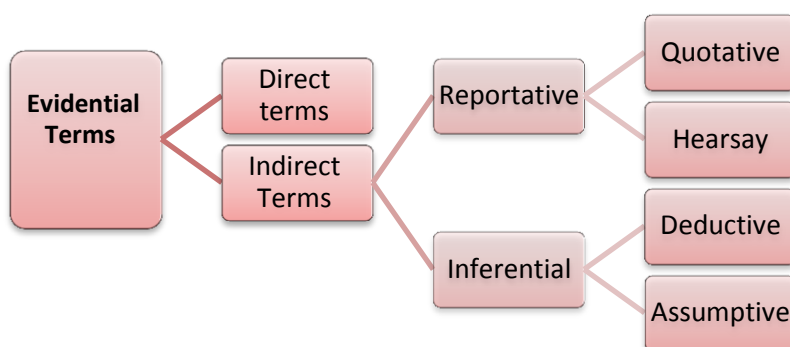 Evidential
Terms
Direct
terms
Indirect
Terms
Reportative
Inferential
Quotative
Hearsay
Deductive
Assumptive